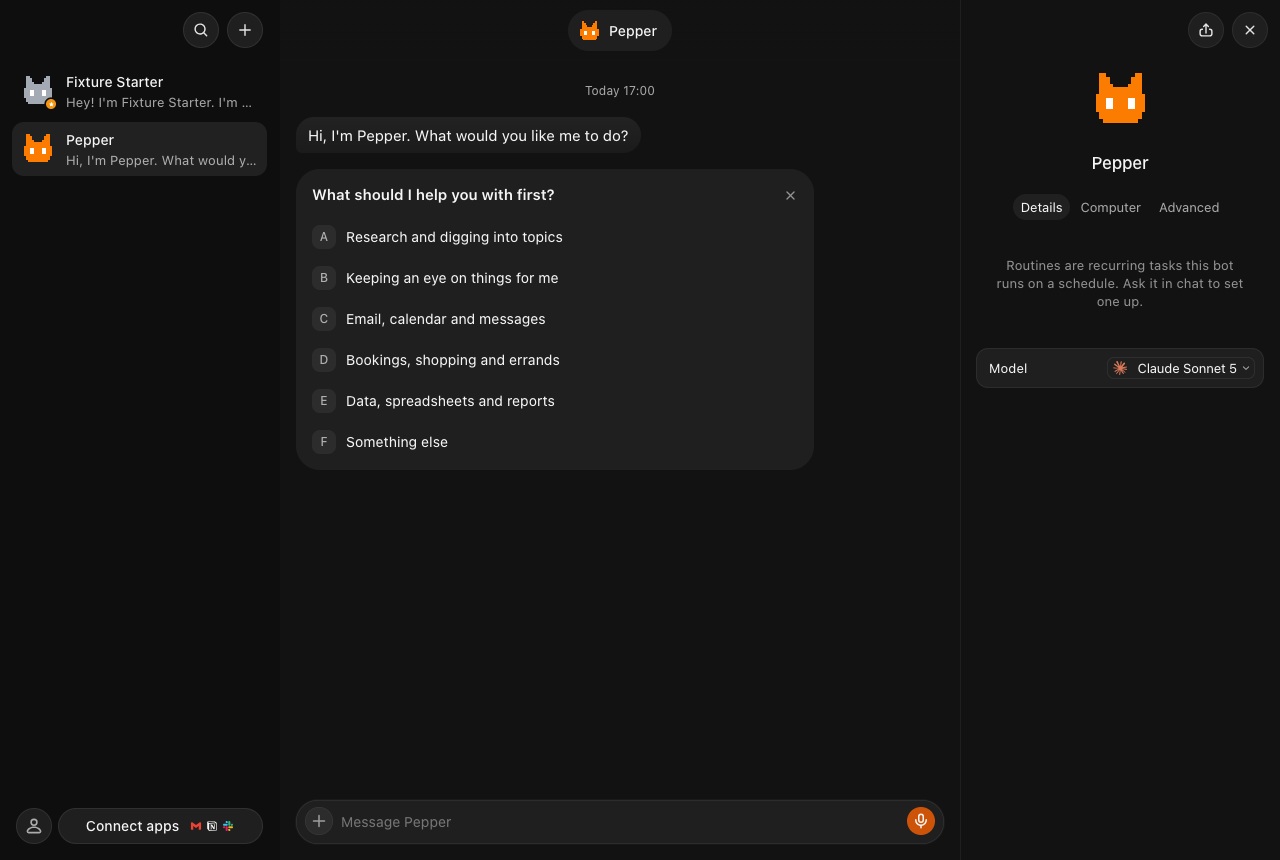 Fixture Starter
Hey! I'm Fixture Starter. I'm ...
Pepper
Hi, I'm Pepper. What would y...
Connect apps
Pepper
Today 17:00
Hi, I'm Pepper. What would you like me to do?
What should I help you with first?
A Research and digging into topics
B Keeping an eye on things for me
C Email, calendar and messages
D Bookings, shopping and errands
E Data, spreadsheets and reports
F Something else
Message Pepper
Pepper
Details Computer Advanced
Routines are recurring tasks this bot
runs on a schedule. Ask it in chat to set
one up.
Model Claude Sonnet 5